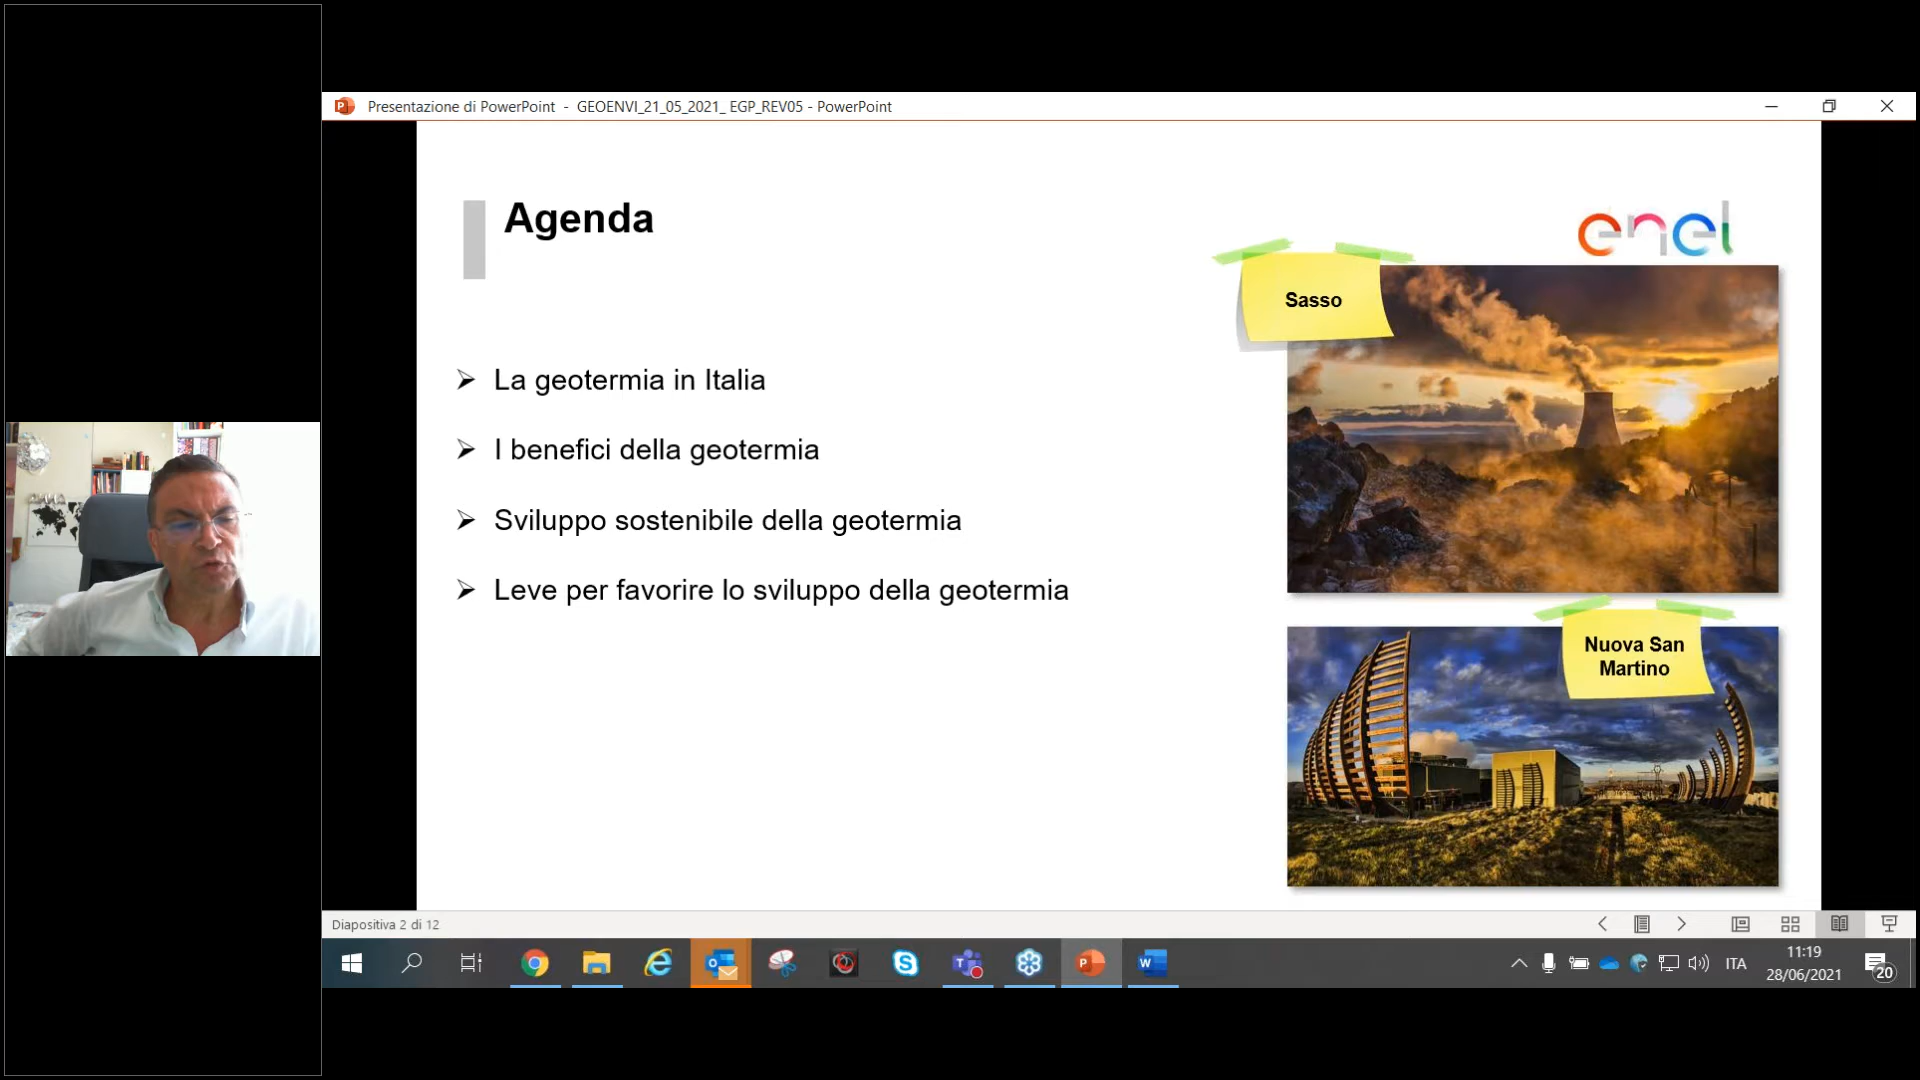 Presentazione di PowerPoint - GEOENVI_21_05_2021_ EGP_REV05 - PowerPoint
Agenda
enel
Sasso
La geotermia in Italia
I benefici della geotermia
Sviluppo sostenibile della geotermia
Leve per favorire lo sviluppo della geotermia
Nuova San
Martino
Diapositiva 2 di 12
ITA
11:19
28/06/2021
20